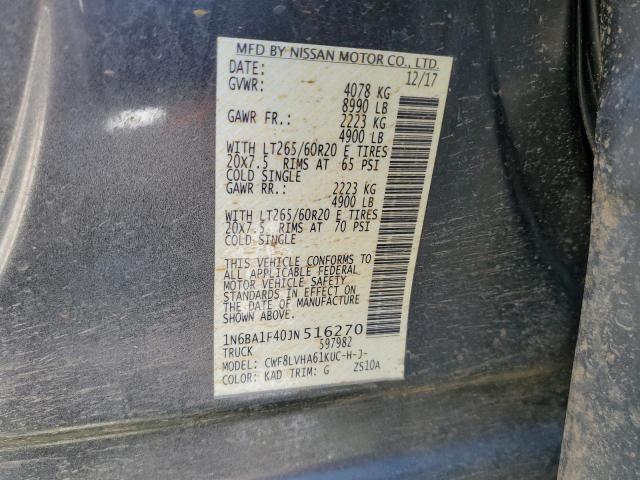 MFD BY NISSAN MOTOR CO., LTD.
DATE: 12/17
GVWR: 4078 KG
8990 LB
GAWR FR.: 2223 KG
4900 LB
WITH LT265/60R20 E TIRES
20X7.5 RIMS AT 65 PSI
COLD SINGLE
GAWR RR.: 2223 KG
4900 LB
WITH LT265/60R20 E TIRES
20X7.5 RIMS AT 70 PSI
COLD SINGLE
THIS VEHICLE CONFORMS TO
ALL APPLICABLE FEDERAL
MOTOR VEHICLE SAFETY
STANDARDS IN EFFECT ON
THE DATE OF MANUFACTURE
SHOWN ABOVE.
1N6BA1F40JN516270
TRUCK 597982
MODEL: CWF8LVHA61KUC-H-J-
COLOR: KAD TRIM: G ZS10A